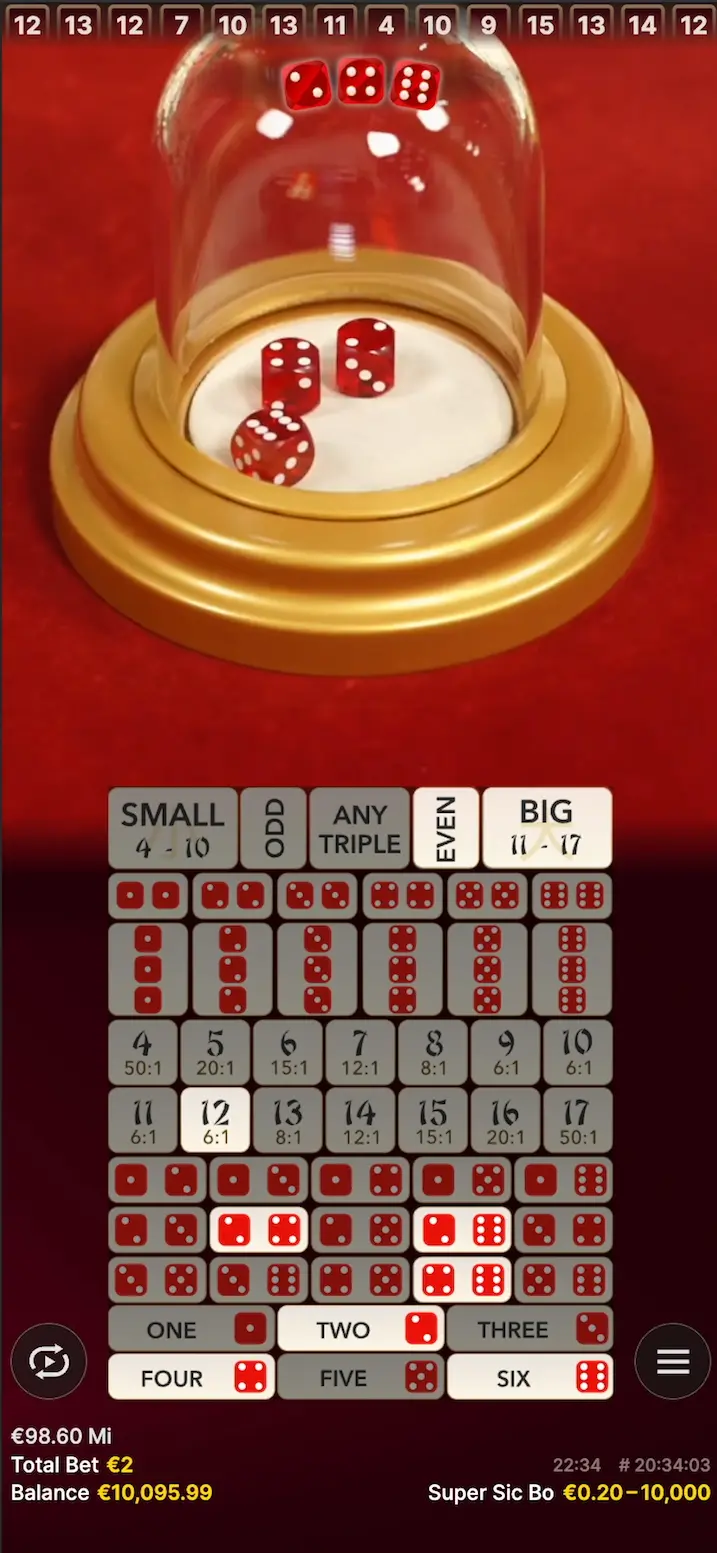 12 13 12 7 10 13 11 4 10 9 15 13 14 12
SMALL
4 - 10
ODD
ANY
TRIPLE
EVEN
BIG
11 - 17
4 5 6 7 8 9 10
50:1 20:1 15:1 12:1 8:1 6:1 6:1
11 12 13 14 15 16 17
6:1 6:1 8:1 12:1 15:1 20:1 50:1
ONE TWO THREE
FOUR FIVE SIX
€98.60 Mi
Total Bet €2
22:34 # 20:34:03
Balance €10,095.99
Super Sic Bo €0.20–10,000